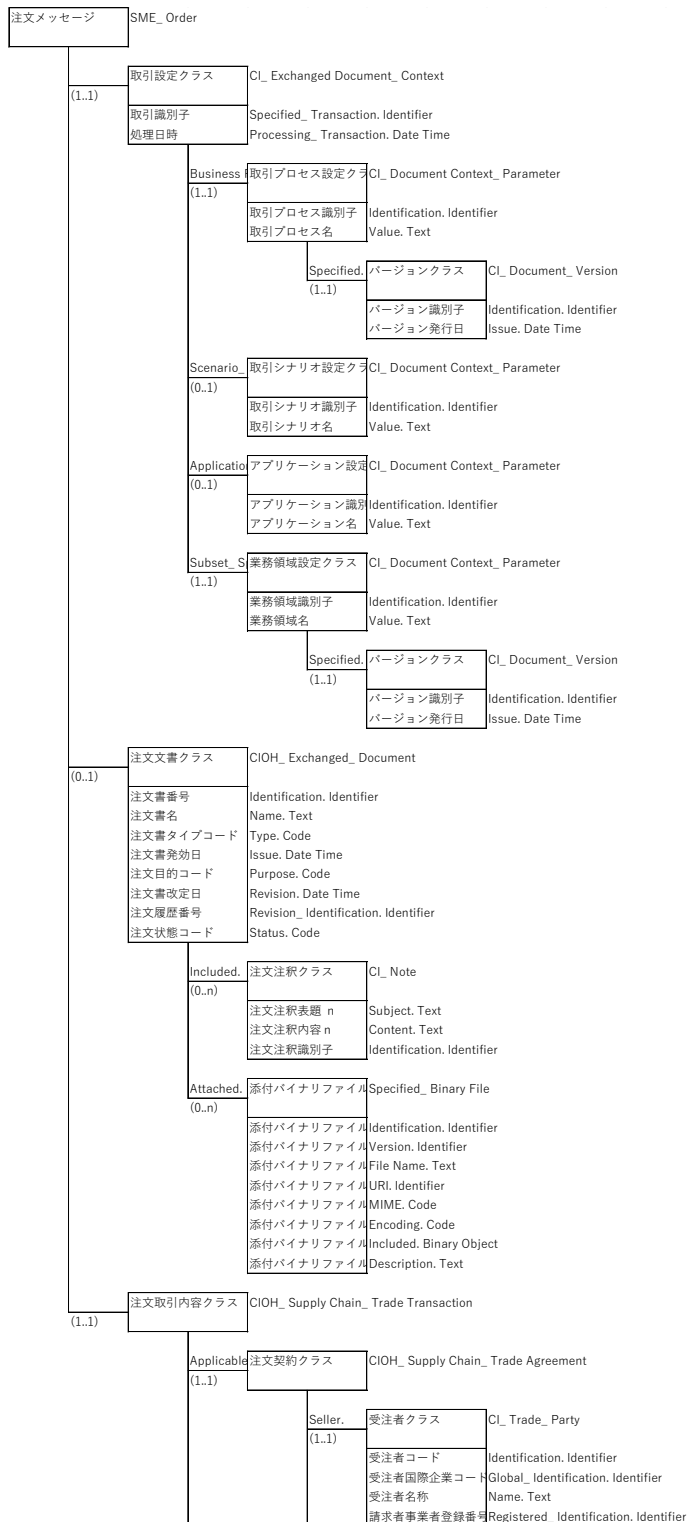 注文メッセージ SME_ Order
取引設定クラス CI_ Exchanged Document_ Context
(1..1)
取引識別子 Specified_ Transaction. Identifier
処理日時 Processing_ Transaction. Date Time
Business 取引プロセス設定クラ CI_ Document Context_ Parameter
(1..1)
取引プロセス識別子 Identification. Identifier
取引プロセス名 Value. Text
Specified. バージョンクラス CI_ Document_ Version
(1..1)
バージョン識別子 Identification. Identifier
バージョン発行日 Issue. Date Time
Scenario_ 取引シナリオ設定クラ CI_ Document Context_ Parameter
(0..1)
取引シナリオ識別子 Identification. Identifier
取引シナリオ名 Value. Text
Applicatio アプリケーション設定 CI_ Document Context_ Parameter
(0..1)
アプリケーション識別 Identification. Identifier
アプリケーション名 Value. Text
Subset_ S 業務領域設定クラス CI_ Document Context_ Parameter
(1..1)
業務領域識別子 Identification. Identifier
業務領域名 Value. Text
Specified. バージョンクラス CI_ Document_ Version
(1..1)
バージョン識別子 Identification. Identifier
バージョン発行日 Issue. Date Time
注文文書クラス CIOH_ Exchanged_ Document
(0..1)
注文書番号 Identification. Identifier
注文書名 Name. Text
注文書タイプコード Type. Code
注文書発効日 Issue. Date Time
注文目的コード Purpose. Code
注文書改定日 Revision. Date Time
注文履歴番号 Revision_ Identification. Identifier
注文状態コード Status. Code
Included. 注文注釈クラス CI_ Note
(0..n)
注文注釈表題 n Subject. Text
注文注釈内容 n Content. Text
注文注釈識別子 Identification. Identifier
Attached. 添付バイナリファイル Specified_ Binary File
(0..n)
添付バイナリファイル Identification. Identifier
添付バイナリファイル Version. Identifier
添付バイナリファイル File Name. Text
添付バイナリファイル URI. Identifier
添付バイナリファイル MIME. Code
添付バイナリファイル Encoding. Code
添付バイナリファイル Included. Binary Object
添付バイナリファイル Description. Text
注文取引内容クラス CIOH_ Supply Chain_ Trade Transaction
(1..1)
Applicable 注文契約クラス CIOH_ Supply Chain_ Trade Agreement
(1..1)
Seller. 受注者クラス CI_ Trade_ Party
(1..1)
受注者コード Identification. Identifier
受注者国際企業コード Global_ Identification. Identifier
受注者名称 Name. Text
請求者事業者登録番号 Registered_ Identification. Identifier